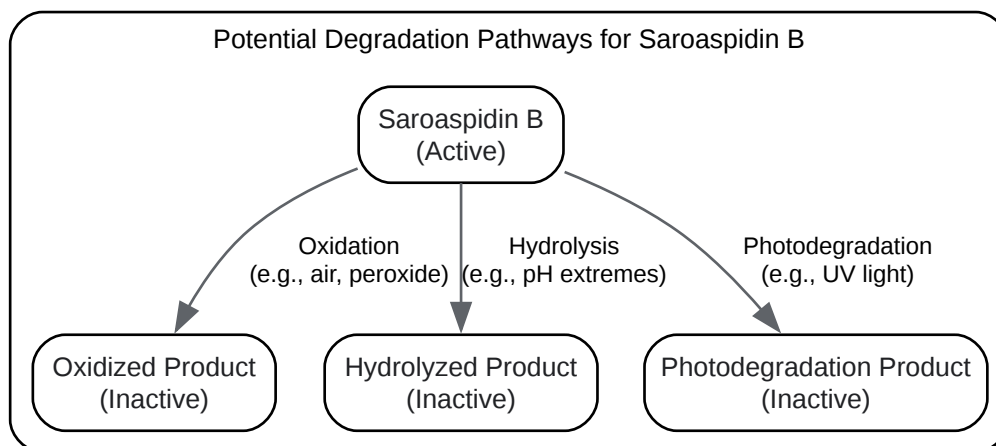 Potential Degradation Pathways for Saroaspidin B
Saroaspidin B
(Active)
Oxidation
(e.g., air, peroxide)
Hydrolysis
(e.g., pH extremes)
Photodegradation
(e.g., UV light)
Oxidized Product
(Inactive)
Hydrolyzed Product
(Inactive)
Photodegradation Product
(Inactive)